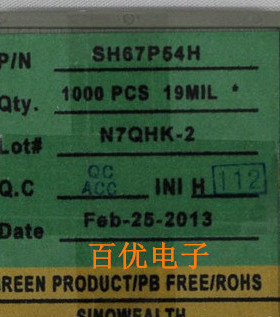 P/N SH67P54H
Qty. 1000 PCS 19MIL *
Lot# N7QHK-2
Q.C QC ACC INI H 112
Date Feb-25-2013
百优电子
REEN PRODUCT/PB FREE/ROHS
SINOWEALTH